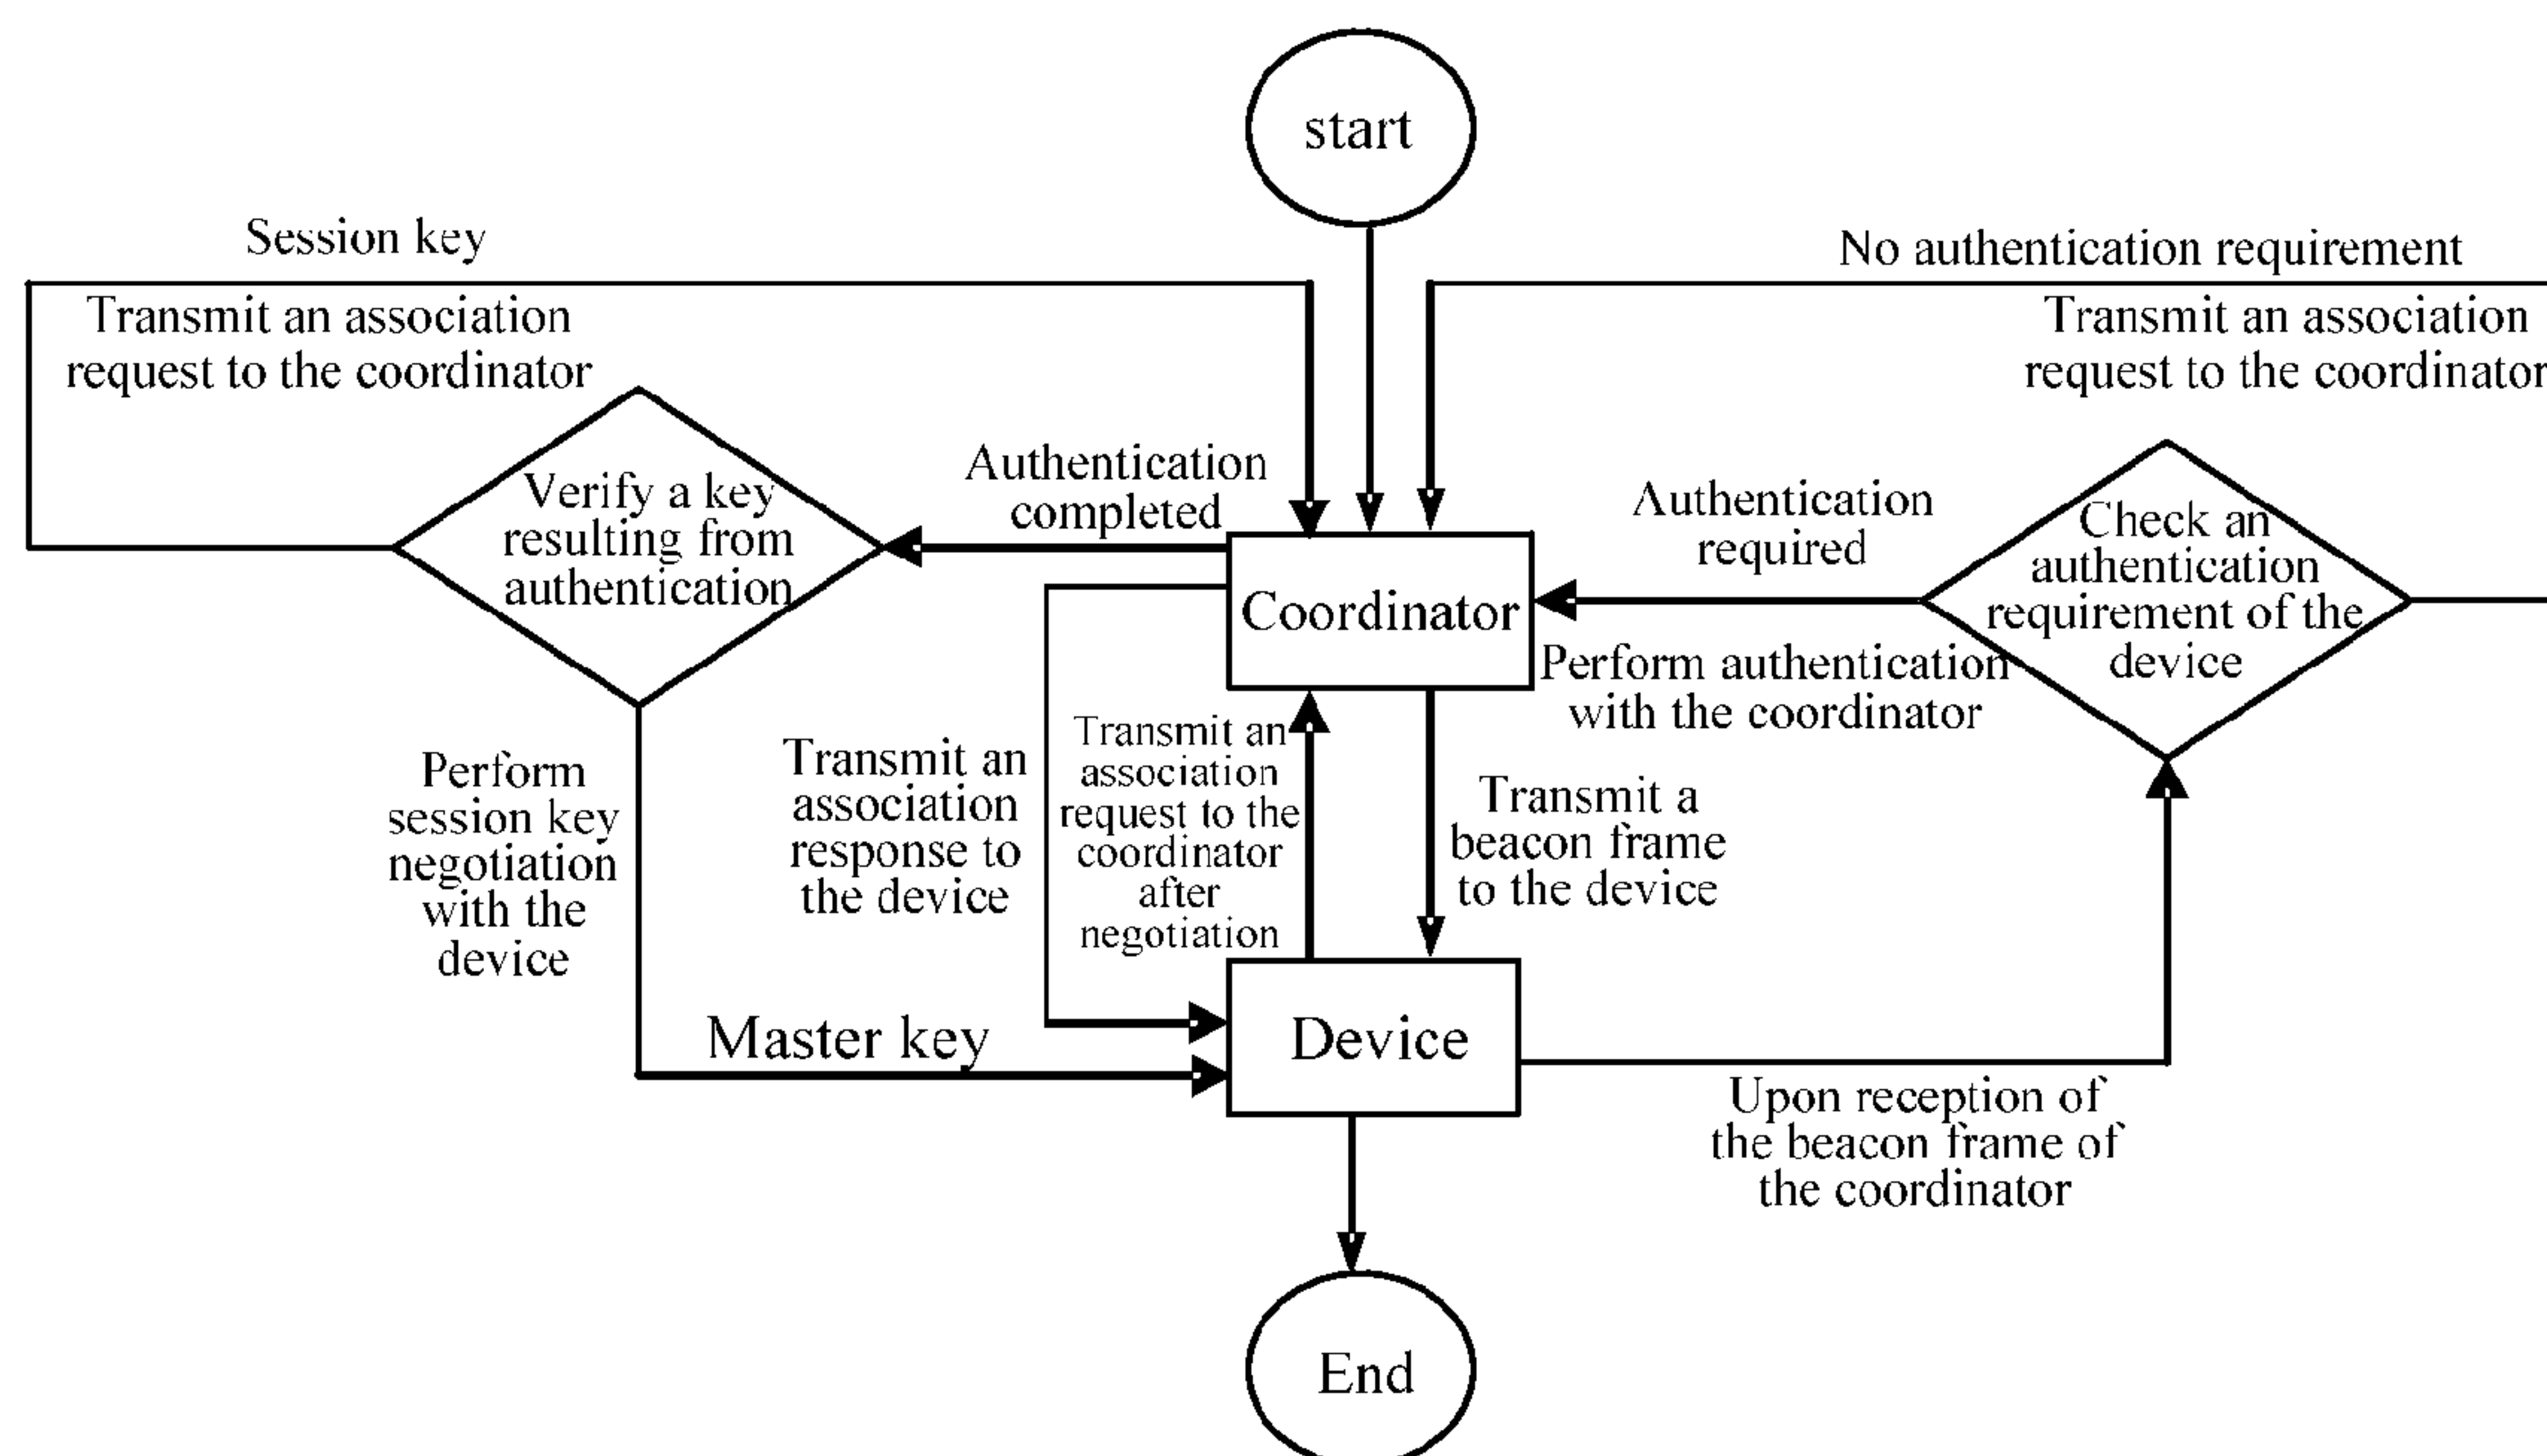 start
Session key
No authentication requirement
Transmit an association
request to the coordinator
Transmit an association
request to the coordinator
Verify a key
resulting from
authentication
Authentication
completed
Coordinator
Authentication
required
Perform authentication
with the coordinator
Check an
authentication
requirement of the
device
Perform
session key
negotiation
with the
device
Transmit an
association
response to
the device
Transmit an
association
request to the
coordinator
after
negotiation
Transmit a
beacon frame
to the device
Master key
Device
Upon reception of
the beacon frame of
the coordinator
End